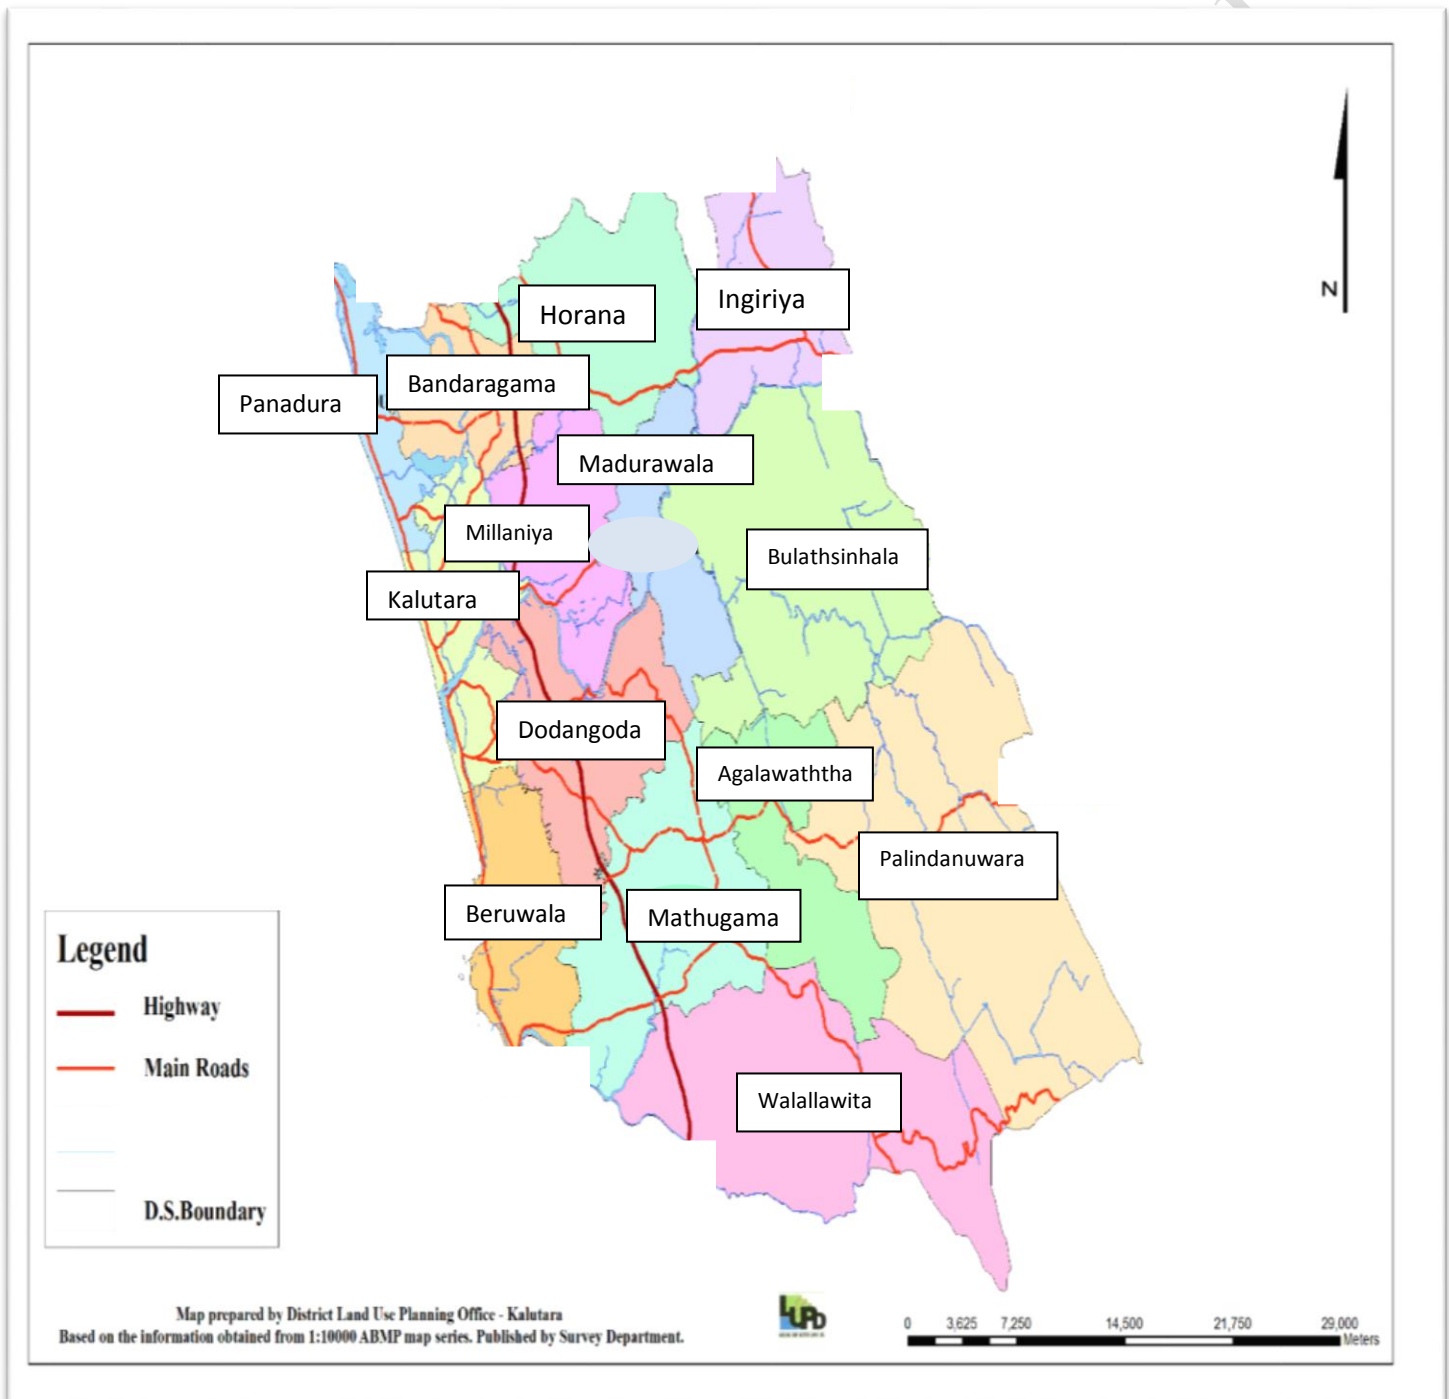 N
Horana
Ingiriya
Bandaragama
Panadura
Madurawala
Millaniya
Bulathsinhala
Kalutara
Dodangoda
Agalawaththa
Palindanuwara
Beruwala
Mathugama
Walallawita
Legend
Highway
Main Roads
D.S.Boundary
Map prepared by District Land Use Planning Office - Kalutara
Based on the information obtained from 1:10000 ABMP map series. Published by Survey Department.
LUPD
0 3,625 7,250 14,500 21,750 29,000
Meters